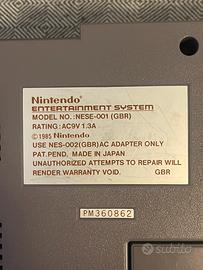 Nintendo
ENTERTAINMENT SYSTEM
MODEL NO.:NESE-001 (GBR)
RATING:AC9V 1.3A
©1985 Nintendo
USE NES-002(GBR)AC ADAPTER ONLY
PAT.PEND. MADE IN JAPAN
UNAUTHORIZED ATTEMPTS TO REPAIR WILL
RENDER WARRANTY VOID. GBR
PM360862
subito